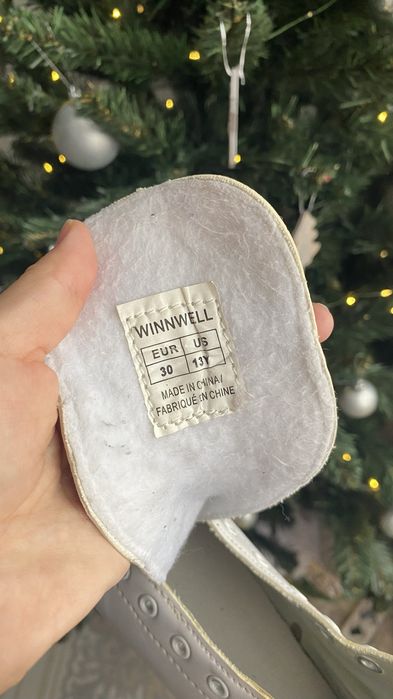 WINNWELL
EUR US
30 13Y
MADE IN CHINA/
FABRIQUÉ EN CHINE